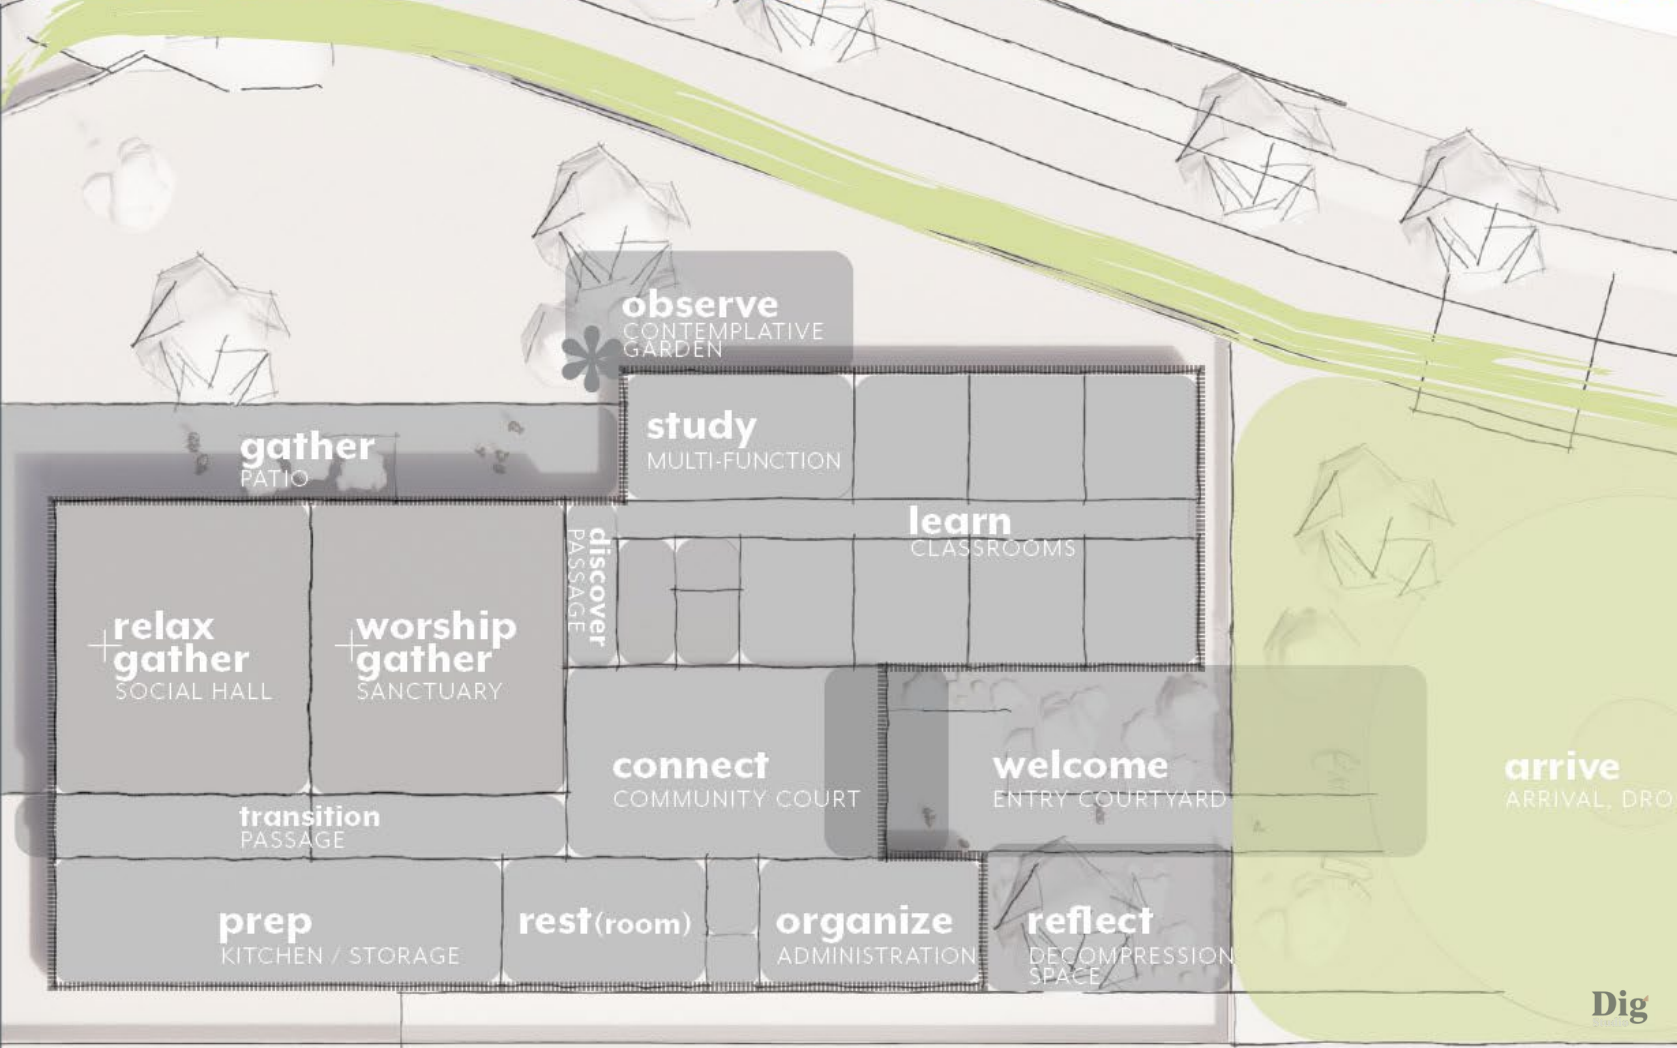 observe
CONTEMPLATIVE
GARDEN
study
MULTI-FUNCTION
gather
PATIO
learn
CLASSROOMS
discover
PASSAGE
relax
gather
SOCIAL HALL
worship
gather
SANCTUARY
connect
COMMUNITY COURT
welcome
ENTRY COURTYARD
arrive
ARRIVAL, DRO
transition
PASSAGE
prep
KITCHEN / STORAGE
rest(room)
organize
ADMINISTRATION
reflect
DECOMPRESSION
SPACE
Dig